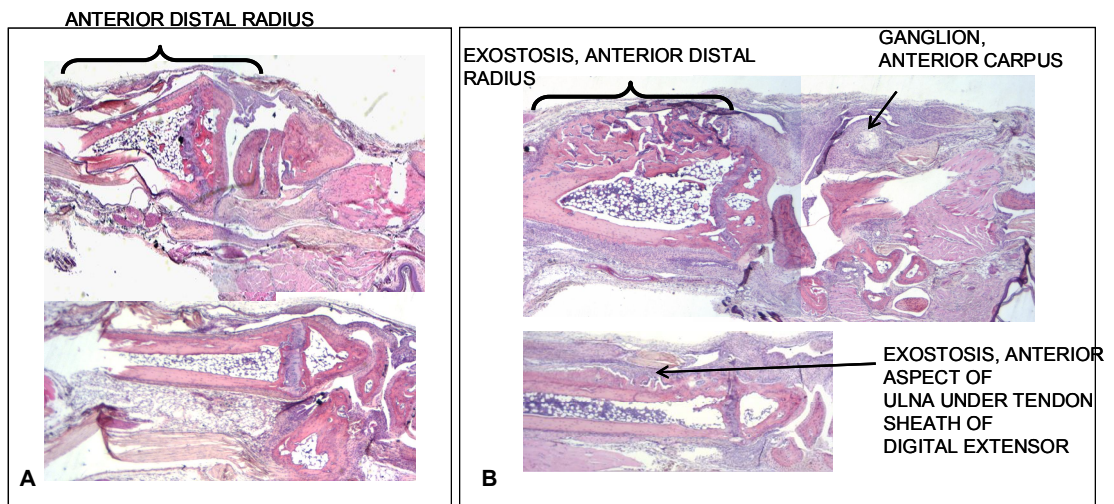 ANTERIOR DISTAL RADIUS
A
EXOSTOSIS, ANTERIOR DISTAL
RADIUS
GANGLION,
ANTERIOR CARPUS
EXOSTOSIS, ANTERIOR
ASPECT OF
ULNA UNDER TENDON
SHEATH OF
DIGITAL EXTENSOR
B